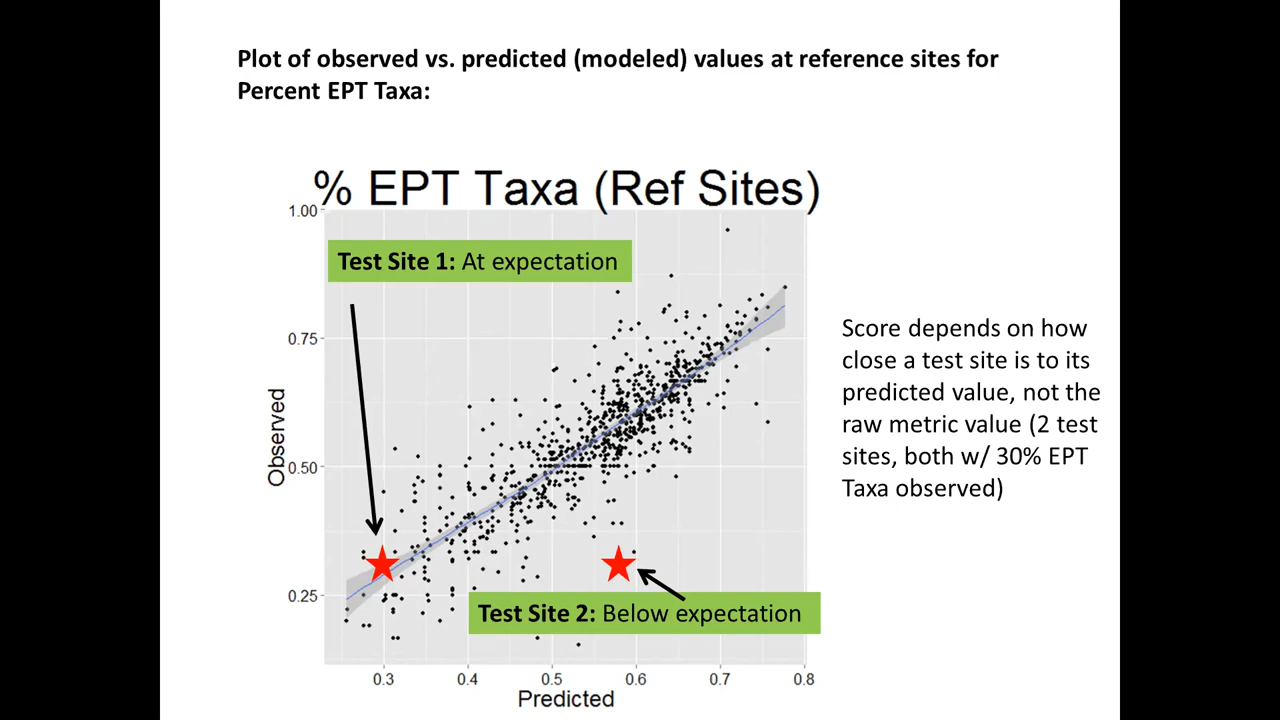 Plot of observed vs. predicted (modeled) values at reference sites for
Percent EPT Taxa:
% EPT Taxa (Ref Sites)
1.00
Test Site 1: At expectation
0.75
Observed
0.50
0.25
Test Site 2: Below expectation
0.3
0.4
0.5
0.6
0.7
0.8
Predicted
Score depends on how
close a test site is to its
predicted value, not the
raw metric value (2 test
sites, both w/ 30% EPT
Taxa observed)